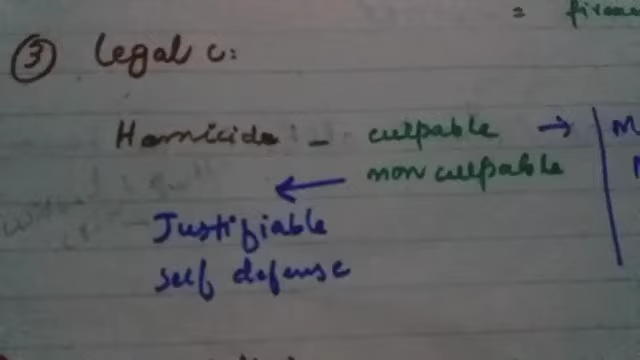 ③ Legal c:
Homicide - culpable → M
non culpable
←
Justifiable
self defense